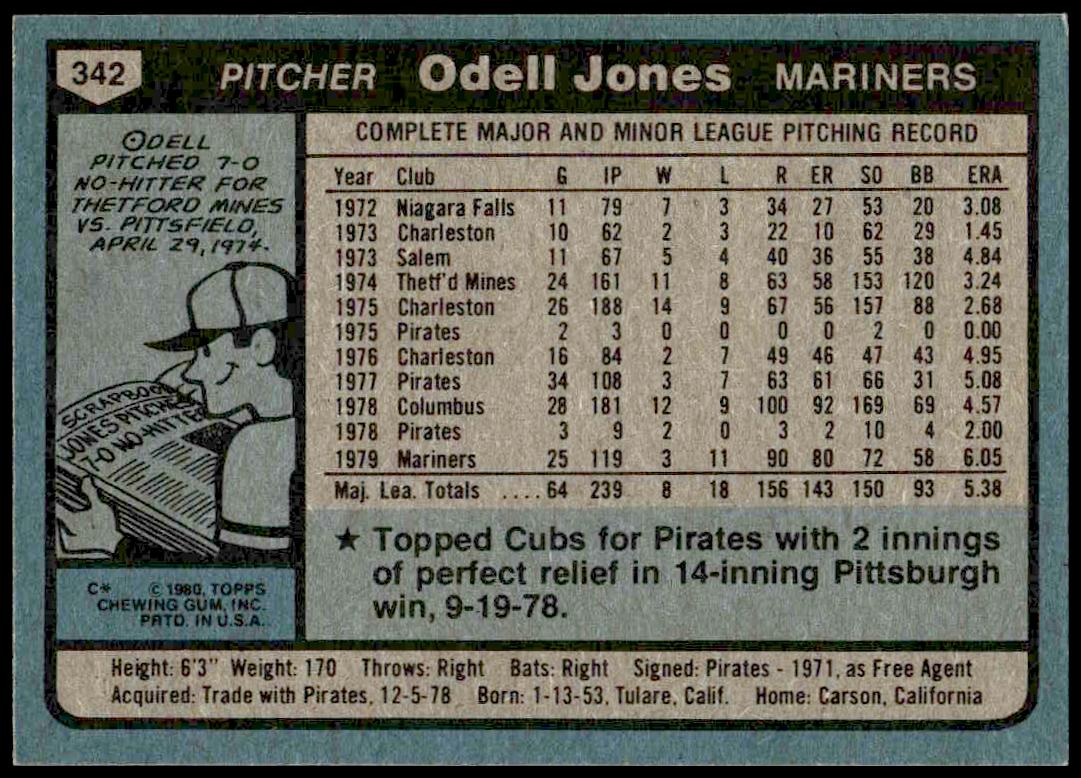 342 PITCHER Odell Jones MARINERS
ODELL
PITCHED 7-0
NO-HITTER FOR
THETFORD MINES
VS. PITTSFIELD,
APRIL 29, 1974.
SCRAPBOOK
JONES PITCHES
7-0 NO-HITTER
C* © 1980, TOPPS
CHEWING GUM, INC.
PRTD. IN U.S.A.
COMPLETE MAJOR AND MINOR LEAGUE PITCHING RECORD
Year Club G IP W L R ER SO BB ERA
1972 Niagara Falls 11 79 7 3 34 27 53 20 3.08
1973 Charleston 10 62 2 3 22 10 62 29 1.45
1973 Salem 11 67 5 4 40 36 55 38 4.84
1974 Thetf'd Mines 24 161 11 8 63 58 153 120 3.24
1975 Charleston 26 188 14 9 67 56 157 88 2.68
1975 Pirates 2 3 0 0 0 0 2 0 0.00
1976 Charleston 16 84 2 7 49 46 47 43 4.95
1977 Pirates 34 108 3 7 63 61 66 31 5.08
1978 Columbus 28 181 12 9 100 92 169 69 4.57
1978 Pirates 3 9 2 0 3 2 10 4 2.00
1979 Mariners 25 119 3 11 90 80 72 58 6.05
Maj. Lea. Totals ....64 239 8 18 156 143 150 93 5.38
★ Topped Cubs for Pirates with 2 innings
of perfect relief in 14-inning Pittsburgh
win, 9-19-78.
Height: 6'3" Weight: 170 Throws: Right Bats: Right Signed: Pirates - 1971, as Free Agent
Acquired: Trade with Pirates, 12-5-78 Born: 1-13-53, Tulare, Calif. Home: Carson, California